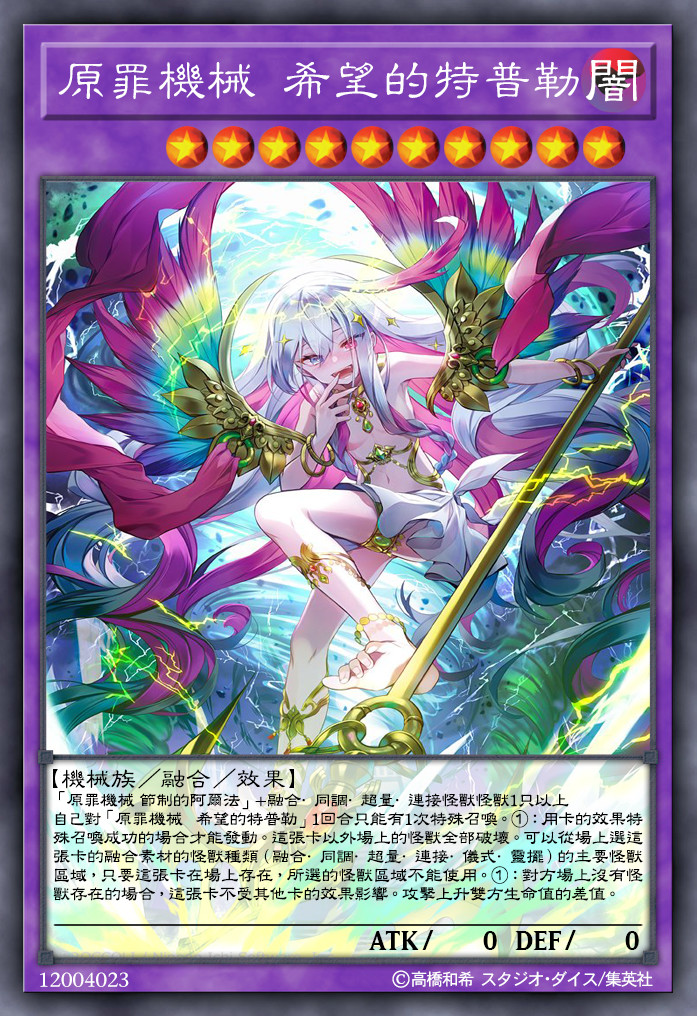 原罪機械 希望的特普勒
闇
【機械族／融合／效果】
「原罪機械 節制的阿爾法」+融合‧同調‧超量‧連接怪獸怪獸1只以上
自己對「原罪機械　希望的特普勒」1回合只能有1次特殊召喚。①：用卡的效果特
殊召喚成功的場合才能發動。這張卡以外場上的怪獸全部破壞。可以從場上選這
張卡的融合素材的怪獸種類（融合‧同調‧超量‧連接‧儀式‧靈擺）的主要怪獸
區域，只要這張卡在場上存在，所選的怪獸區域不能使用。①：對方場上沒有怪
獸存在的場合，這張卡不受其他卡的效果影響。攻擊上升雙方生命值的差值。
ATK/ 0 DEF/ 0
12004023 ©高橋和希 スタジオ・ダイス/集英社